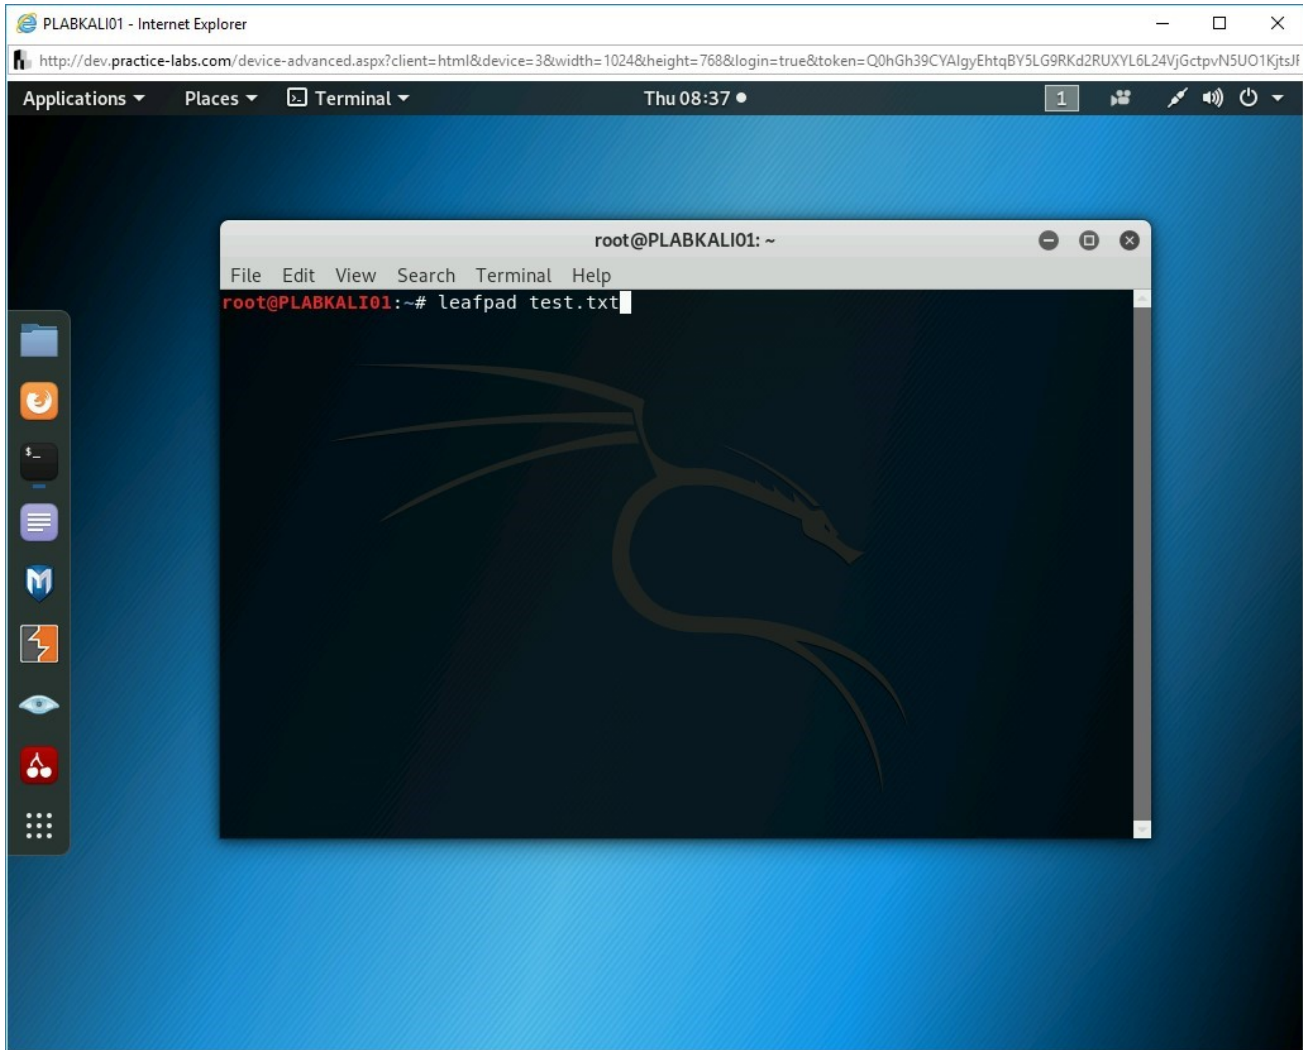 PLABKALI01 - Internet Explorer
http://dev.practice-labs.com/device-advanced.aspx?client=html&device=3&width=1024&height=768&login=true&token=Q0hGh39CYAIgyEhtqBY5LG9RKd2RUXYL6L24VjGctpvN5UO1KjtsJF
Applications Places Terminal Thu 08:37 1
root@PLABKALI01: ~
File Edit View Search Terminal Help
root@PLABKALI01:~# leafpad test.txt
$_